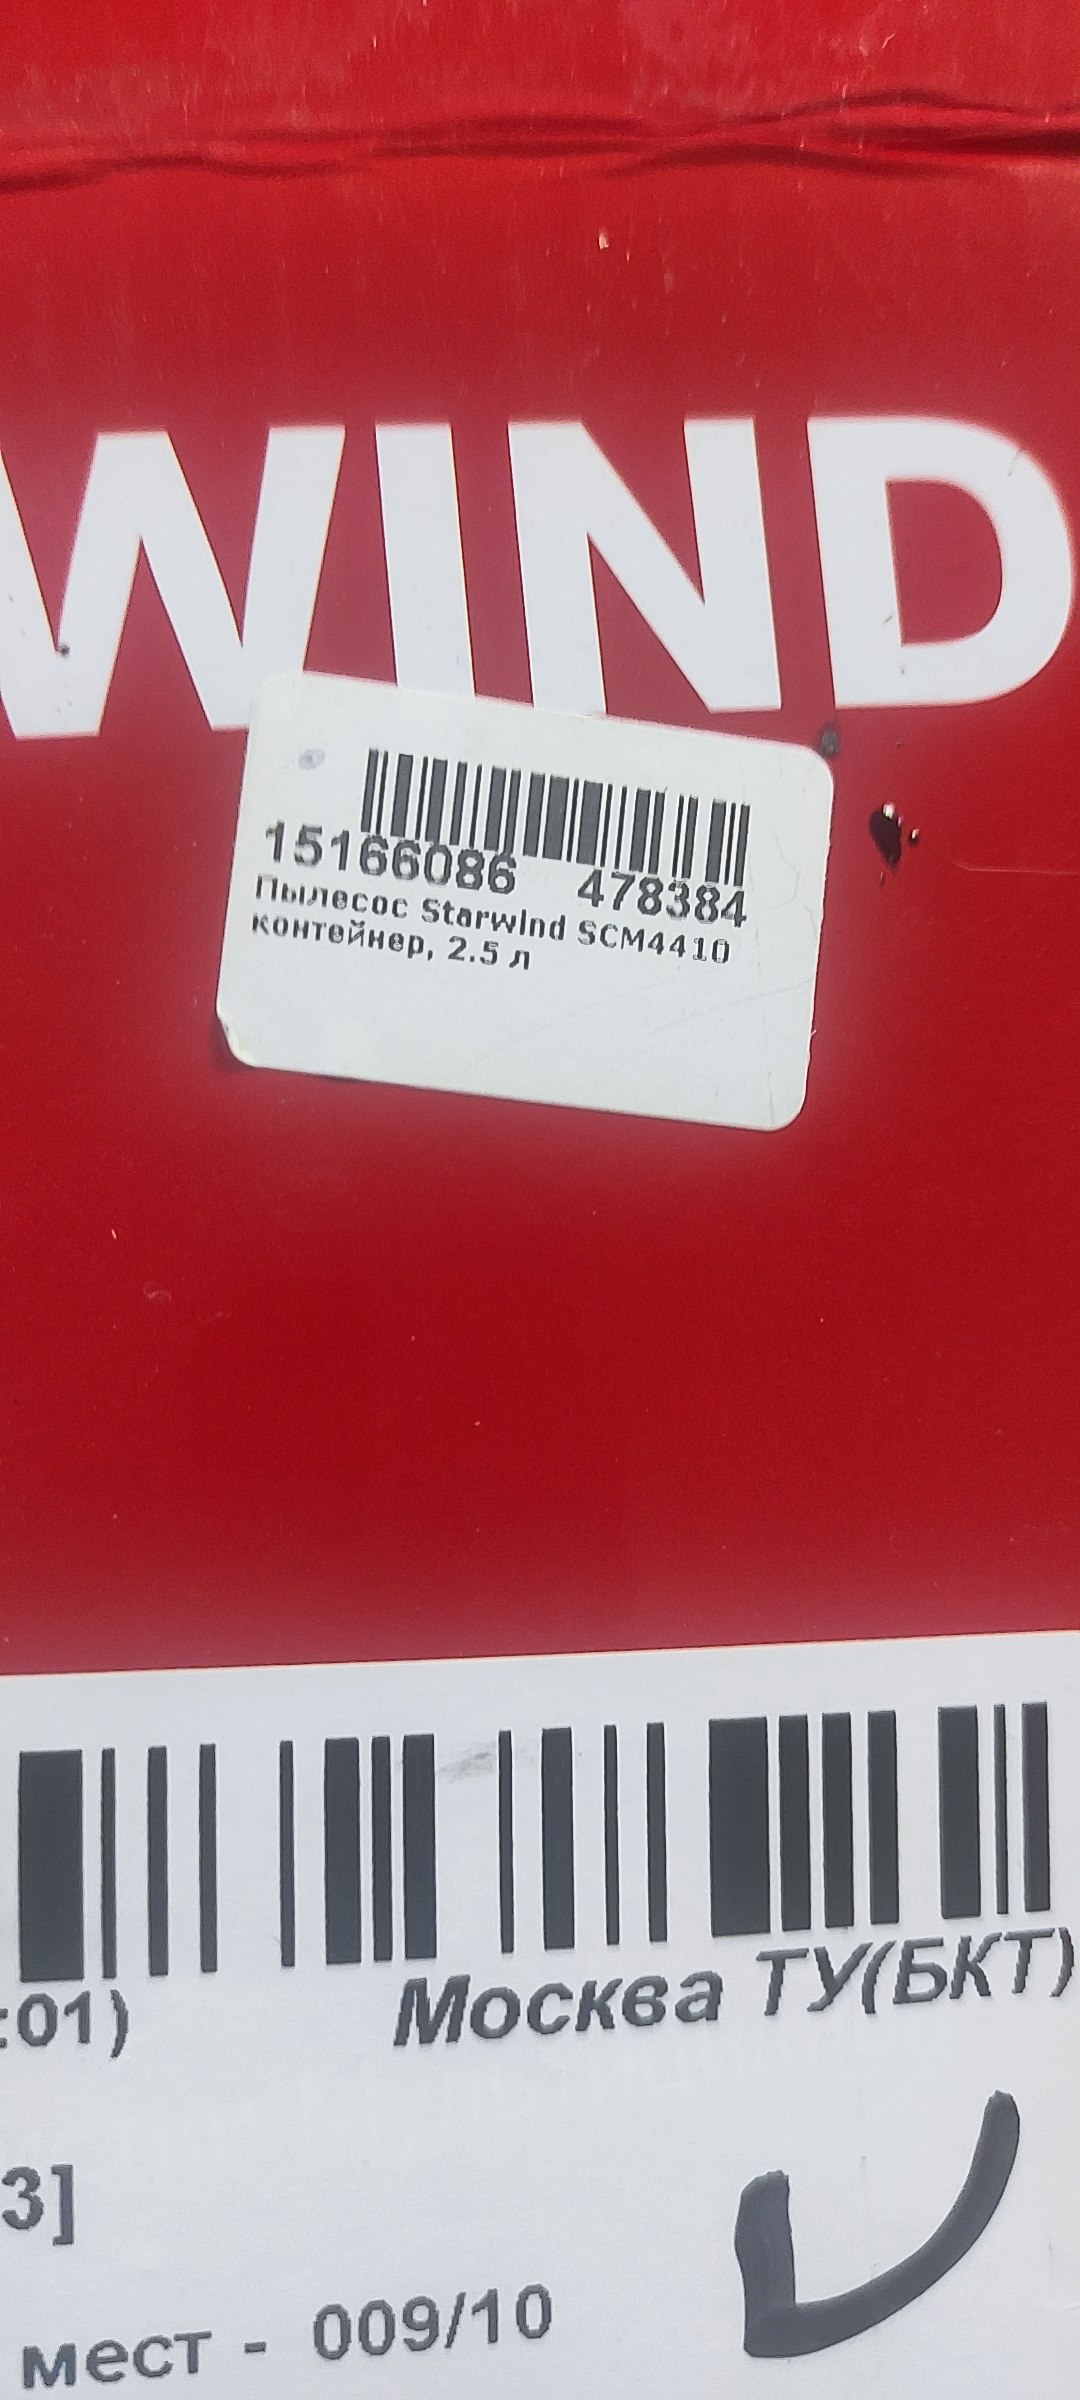 WIND
15166086 478384
Пылесос Starwind SCM4410
контейнер, 2.5 л
:01) Москва ТУ(БКТ)
3]
мест - 009/10